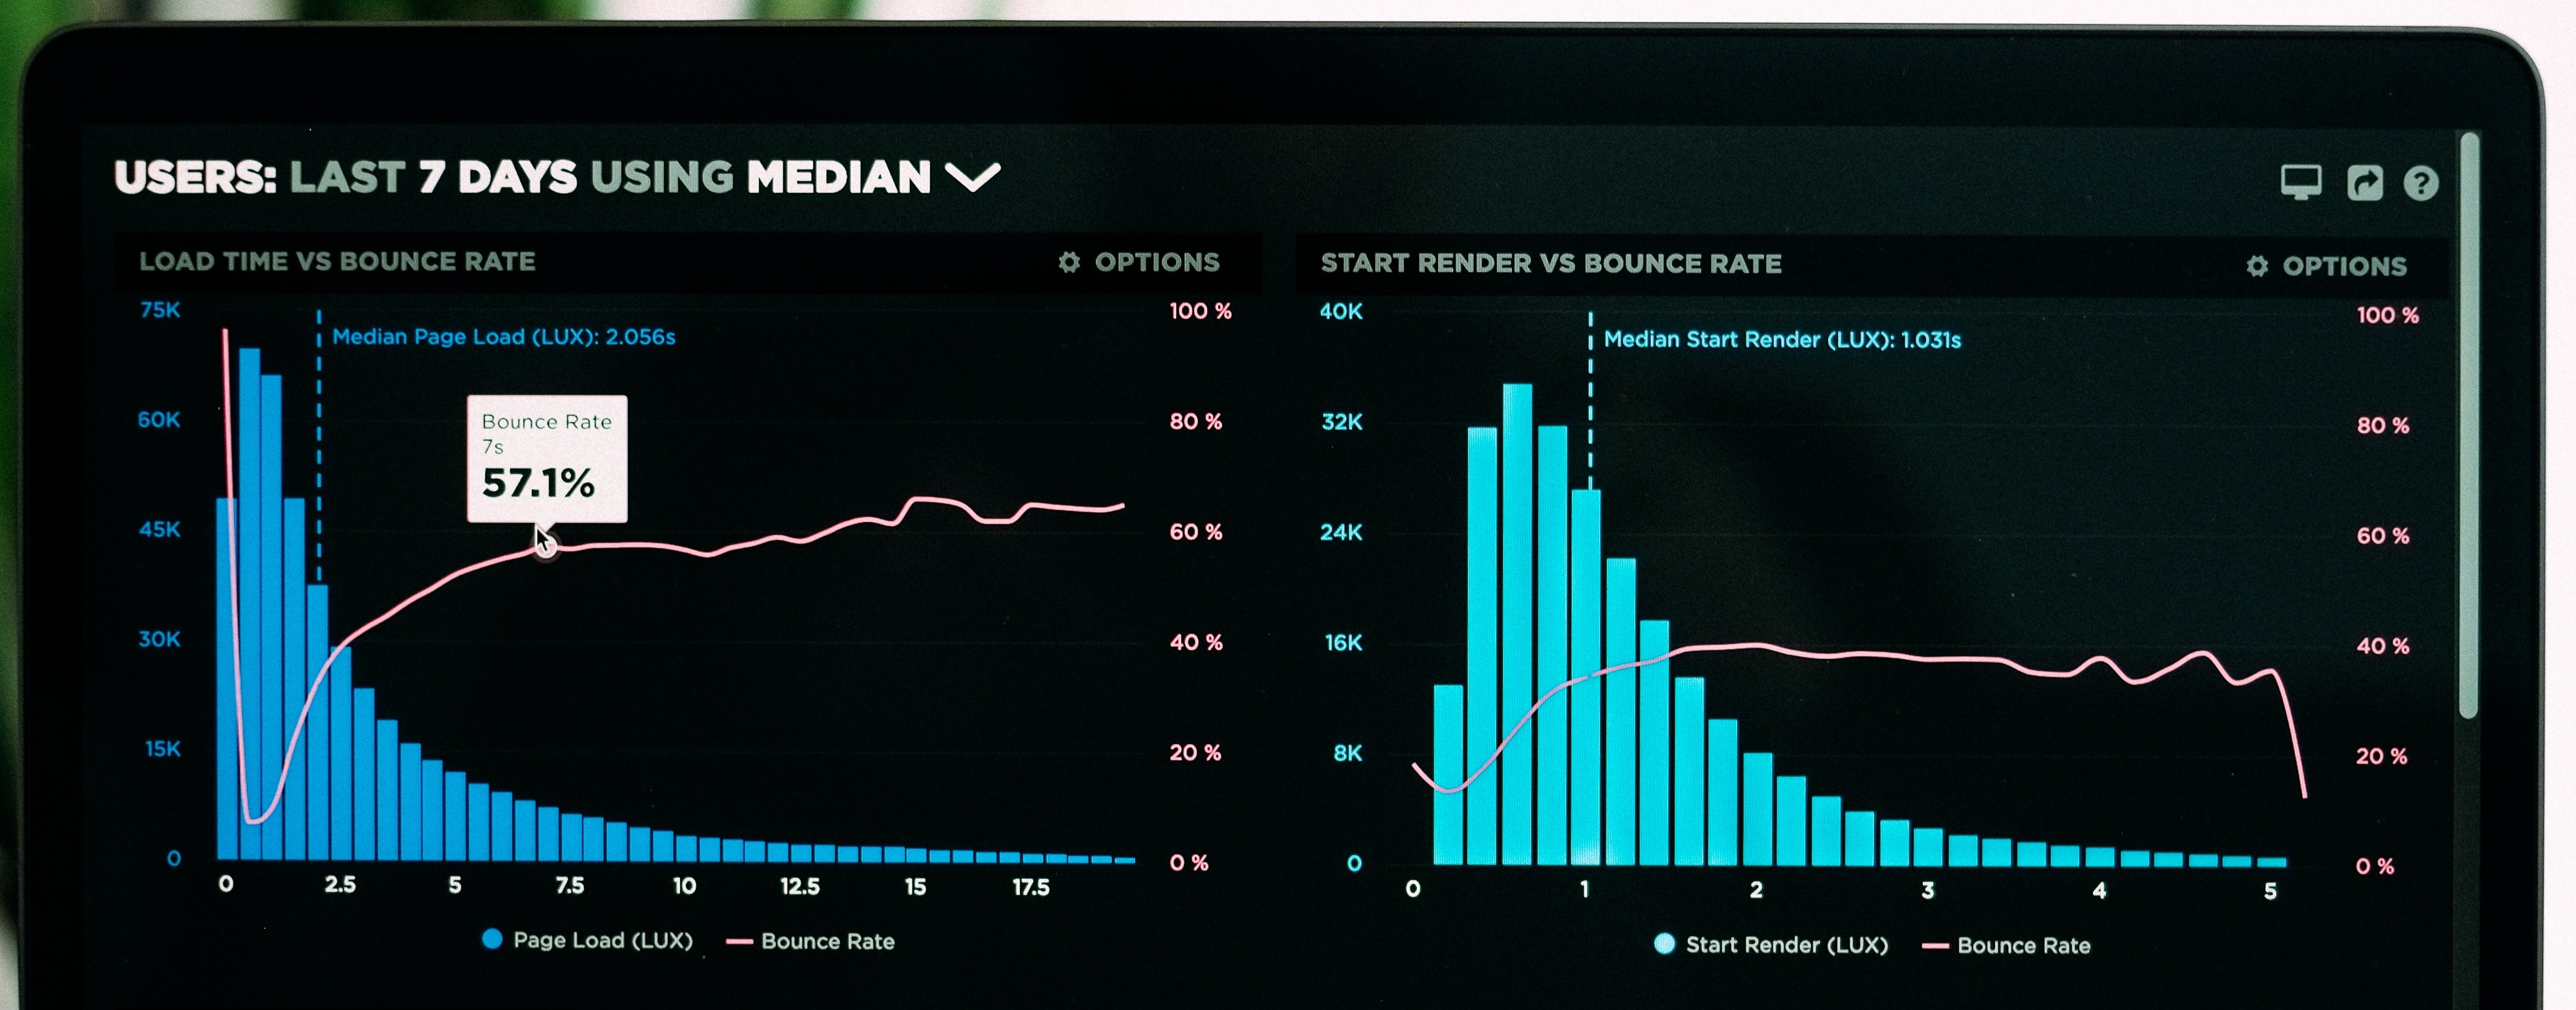 USERS: LAST 7 DAYS USING MEDIAN
LOAD TIME VS BOUNCE RATE
OPTIONS
75K
60K
45K
30K
15K
0
Median Page Load (LUX): 2.056s
Bounce Rate
7s
57.1%
100 %
80 %
60 %
40 %
20 %
0 %
0 2.5 5 7.5 10 12.5 15 17.5
Page Load (LUX) Bounce Rate
START RENDER VS BOUNCE RATE
OPTIONS
40K
32K
24K
16K
8K
0
Median Start Render (LUX): 1.031s
100 %
80 %
60 %
40 %
20 %
0 %
0 1 2 3 4 5
Start Render (LUX) Bounce Rate